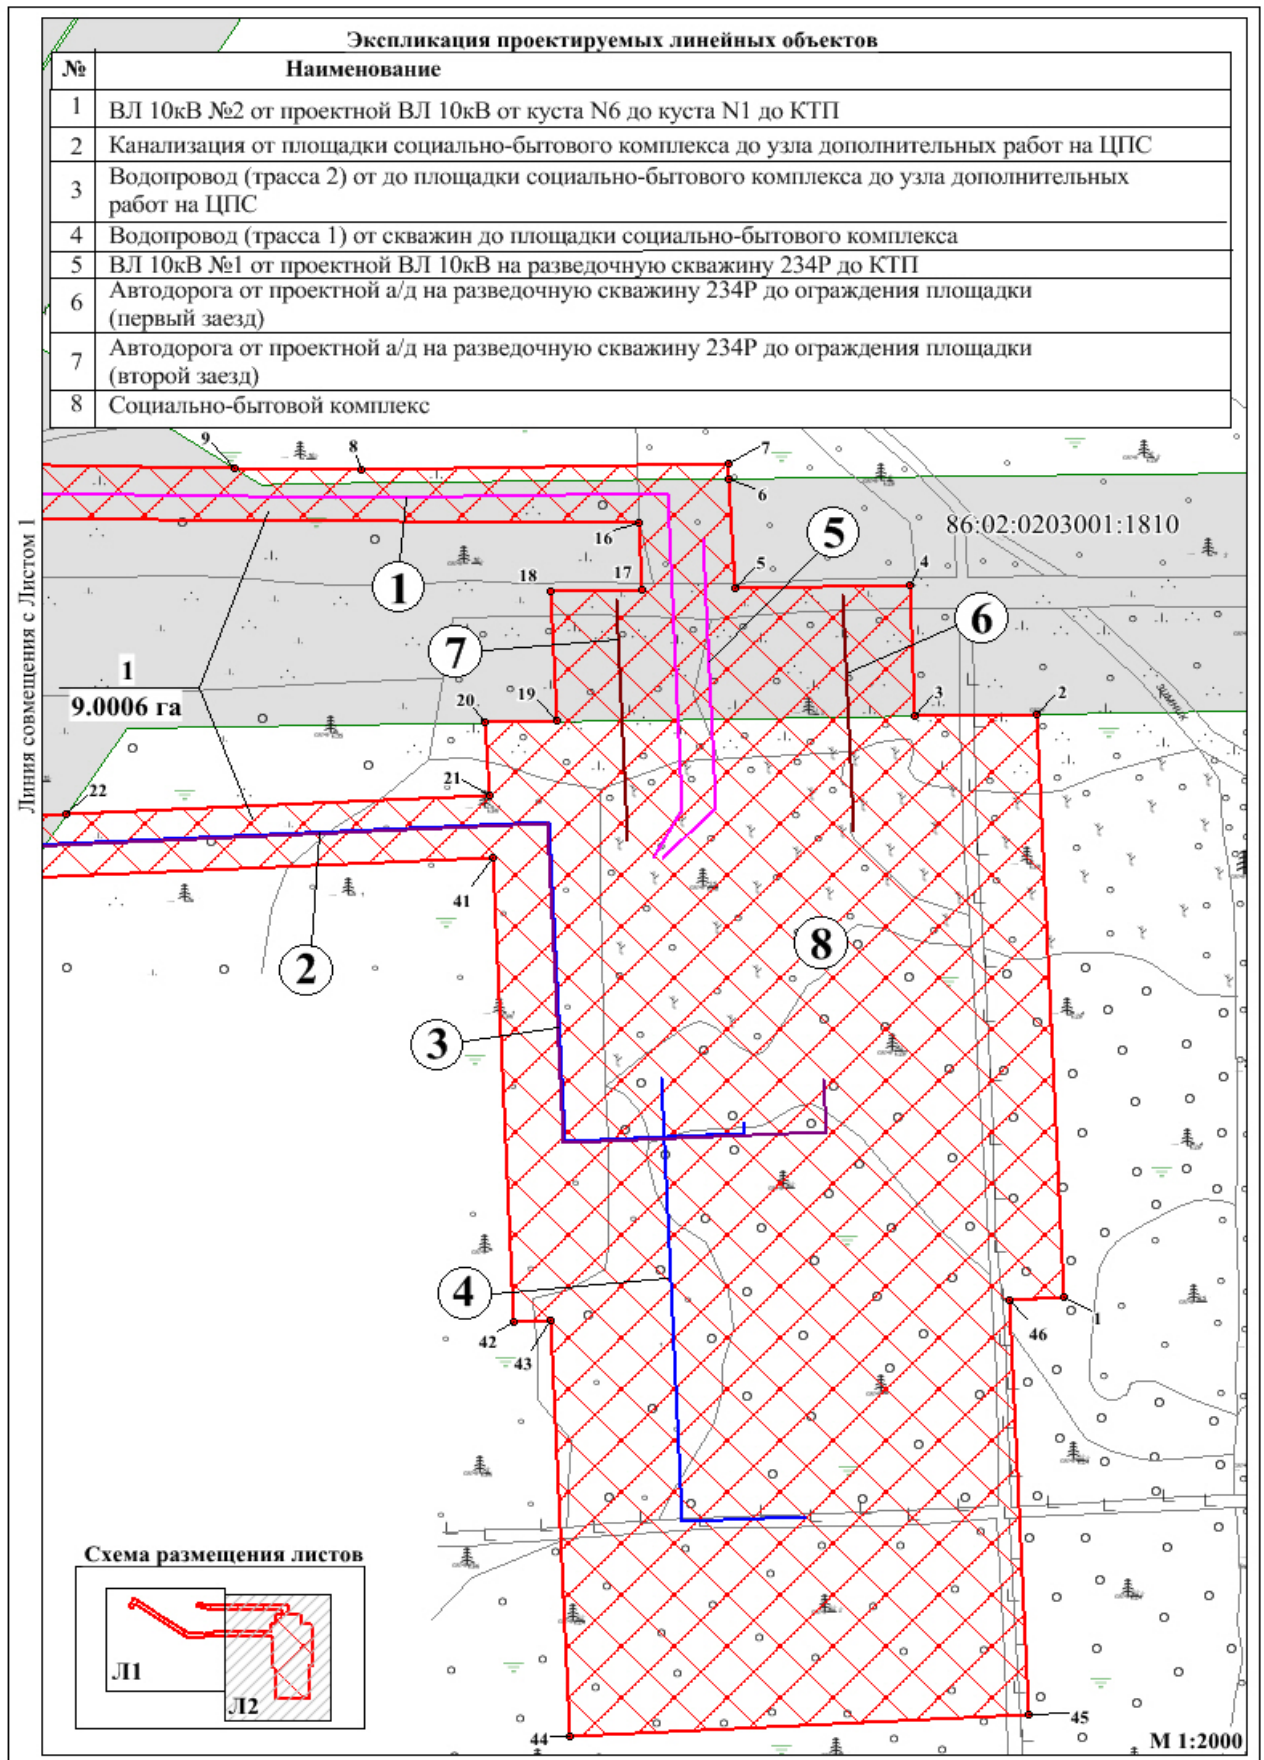 Экспликация проектируемых линейных объектов
№ Наименование
1 ВЛ 10кВ №2 от проектной ВЛ 10кВ от куста N6 до куста N1 до КТП
2 Канализация от площадки социально-бытового комплекса до узла дополнительных работ на ЦПС
3 Водопровод (трасса 2) от до площадки социально-бытового комплекса до узла дополнительных
работ на ЦПС
4 Водопровод (трасса 1) от скважин до площадки социально-бытового комплекса
5 ВЛ 10кВ №1 от проектной ВЛ 10кВ на разведочную скважину 234Р до КТП
6 Автодорога от проектной а/д на разведочную скважину 234Р до ограждения площадки
(первый заезд)
7 Автодорога от проектной а/д на разведочную скважину 234Р до ограждения площадки
(второй заезд)
8 Социально-бытовой комплекс
9
8
7
6
86:02:0203001:1810
5
16
Линия совмещения с Листом 1
17
18
5
4
1
6
7
1
9.0006 га
20
19
3
2
зимник
22
21
41
8
2
3
4
42
43
46
1
Схема размещения листов
Л1
Л2
44
45
М 1:2000